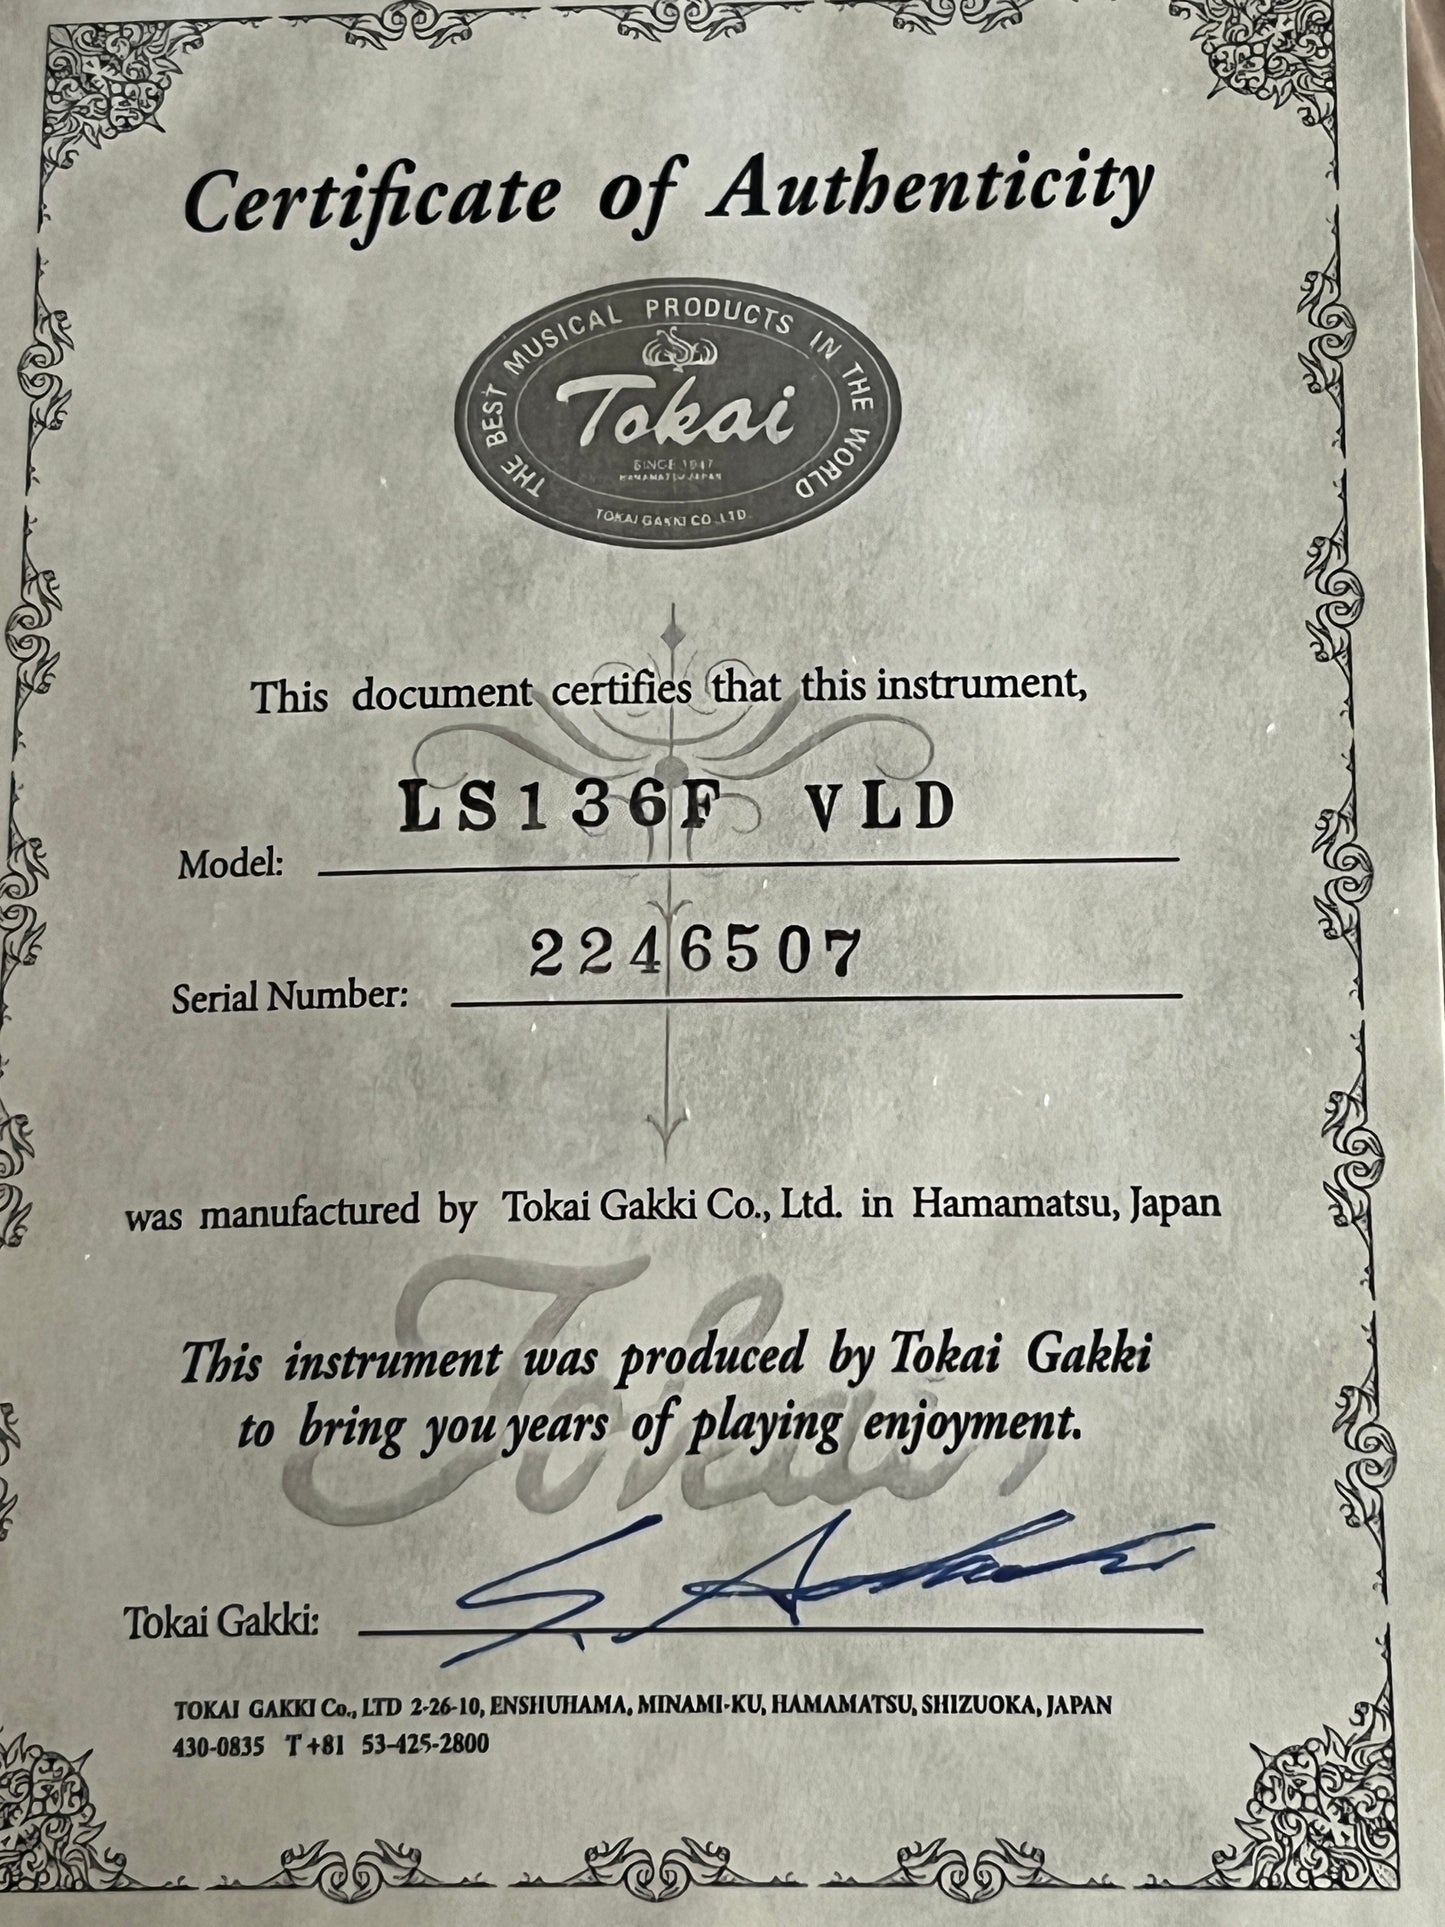 Certificate of Authenticity
THE BEST MUSICAL PRODUCTS IN THE WORLD
Tokai
SINCE 1947
HAMAMATSU JAPAN
TOKAI GAKKI CO.,LTD.
This document certifies that this instrument,
LS136F VLD
Model:
2246507
Serial Number:
was manufactured by Tokai Gakki Co., Ltd. in Hamamatsu, Japan
Tokai
This instrument was produced by Tokai Gakki
to bring you years of playing enjoyment.
Tokai Gakki:
TOKAI GAKKI Co., LTD 2-26-10, ENSHUHAMA, MINAMI-KU, HAMAMATSU, SHIZUOKA, JAPAN
430-0835 T +81 53-425-2800